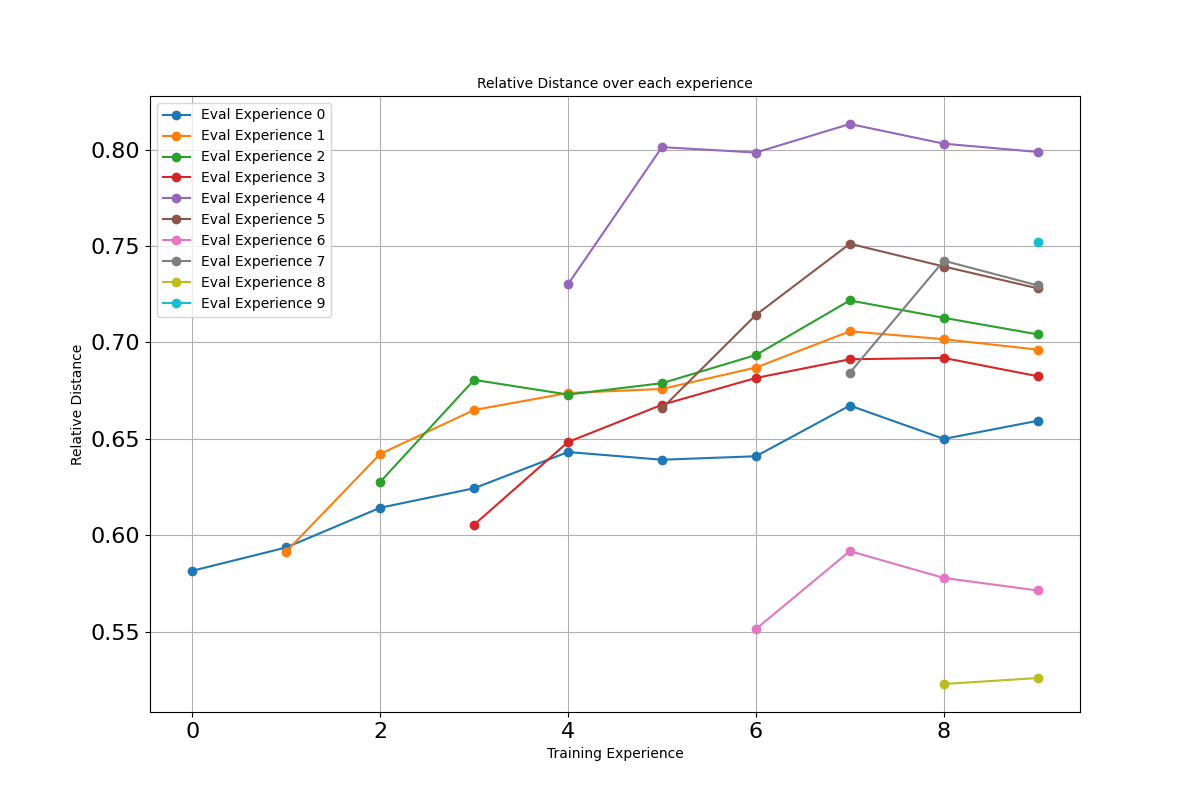 Relative Distance over each experience
Eval Experience 0
Eval Experience 1
Eval Experience 2
Eval Experience 3
Eval Experience 4
Eval Experience 5
Eval Experience 6
Eval Experience 7
Eval Experience 8
Eval Experience 9
0.80
0.75
0.70
0.65
0.60
0.55
Relative Distance
0 2 4 6 8
Training Experience